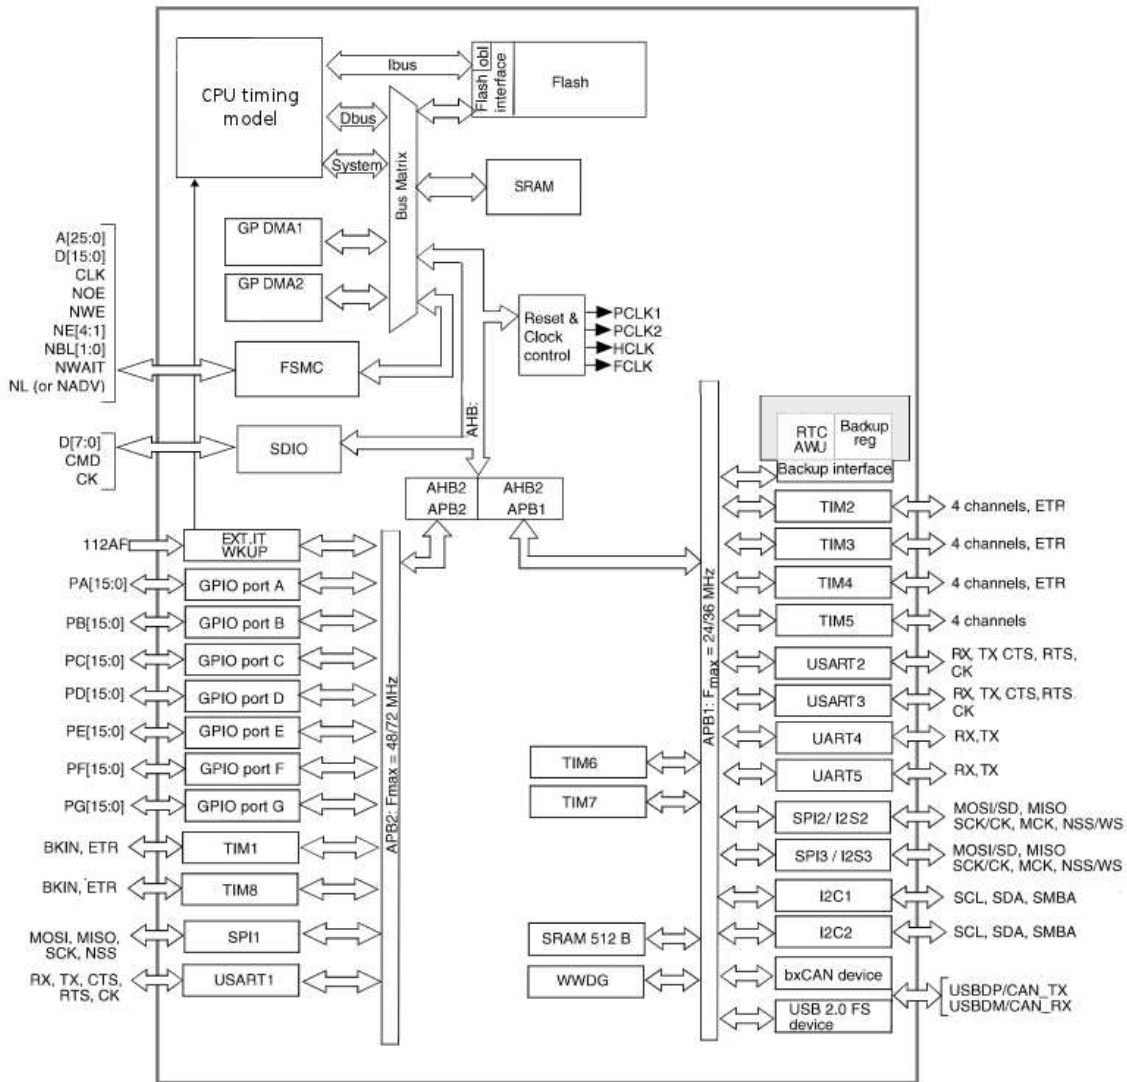 CPU timing
model
Ibus
Dbus
System
Bus Matrix
Flash obl
interface
Flash
SRAM
GP DMA1
GP DMA2
A[25:0]
D[15:0]
CLK
NOE
NWE
NE[4:1]
NBL[1:0]
NWAIT
NL (or NADV)
FSMC
Reset &
Clock
control
PCLK1
PCLK2
HCLK
FCLK
AHB:
D[7:0]
CMD
CK
SDIO
AHB2
APB2
AHB2
APB1
RTC
AWU
Backup
reg
Backup interface
112AF
EXT.IT
WKUP
PA[15:0]
GPIO port A
PB[15:0]
GPIO port B
PC[15:0]
GPIO port C
PD[15:0]
GPIO port D
PE[15:0]
GPIO port E
PF[15:0]
GPIO port F
PG[15:0]
GPIO port G
BKIN, ETR
TIM1
BKIN, ETR
TIM8
MOSI, MISO,
SCK, NSS
SPI1
RX, TX, CTS,
RTS, CK
USART1
APB2: Fmax = 48/72 MHz
TIM6
TIM7
SRAM 512 B
WWDG
APB1: Fmax = 24/36 MHz
TIM2
4 channels, ETR
TIM3
4 channels, ETR
TIM4
4 channels, ETR
TIM5
4 channels
USART2
RX, TX CTS, RTS,
CK
USART3
RX, TX, CTS, RTS.
CK
UART4
RX,TX
UART5
RX,TX
SPI2/ I2S2
MOSI/SD, MISO
SCK/CK, MCK, NSS/WS
SPI3 / I2S3
MOSI/SD, MISO
SCK/CK, MCK, NSS/WS
I2C1
SCL, SDA, SMBA
I2C2
SCL, SDA, SMBA
bxCAN device
USB 2.0 FS
device
USBDP/CAN_TX
USBDM/CAN_RX